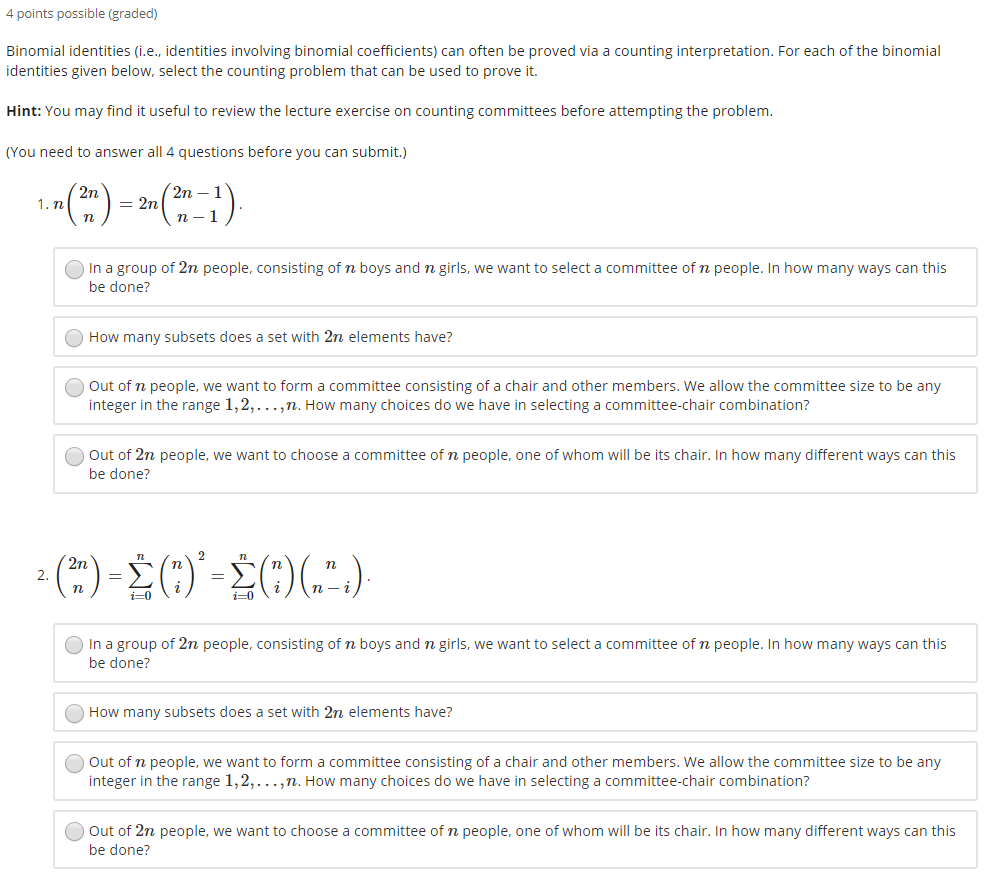 4 points possible (graded)
Binomial identities (i.e., identities involving binomial coefficients) can often be proved via a counting interpretation. For each of the binomial
identities given below, select the counting problem that can be used to prove it.
Hint: You may find it useful to review the lecture exercise on counting committees before attempting the problem.
(You need to answer all 4 questions before you can submit.)
1. n(2n n) = 2n(2n − 1 n − 1).
In a group of 2n people, consisting of n boys and n girls, we want to select a committee of n people. In how many ways can this
be done?
How many subsets does a set with 2n elements have?
Out of n people, we want to form a committee consisting of a chair and other members. We allow the committee size to be any
integer in the range 1,2,...,n. How many choices do we have in selecting a committee-chair combination?
Out of 2n people, we want to choose a committee of n people, one of whom will be its chair. In how many different ways can this
be done?
2. (2n n) = n∑i=0 (n i)2 = n∑i=0 (n i)(n n − i).
In a group of 2n people, consisting of n boys and n girls, we want to select a committee of n people. In how many ways can this
be done?
How many subsets does a set with 2n elements have?
Out of n people, we want to form a committee consisting of a chair and other members. We allow the committee size to be any
integer in the range 1,2,...,n. How many choices do we have in selecting a committee-chair combination?
Out of 2n people, we want to choose a committee of n people, one of whom will be its chair. In how many different ways can this
be done?